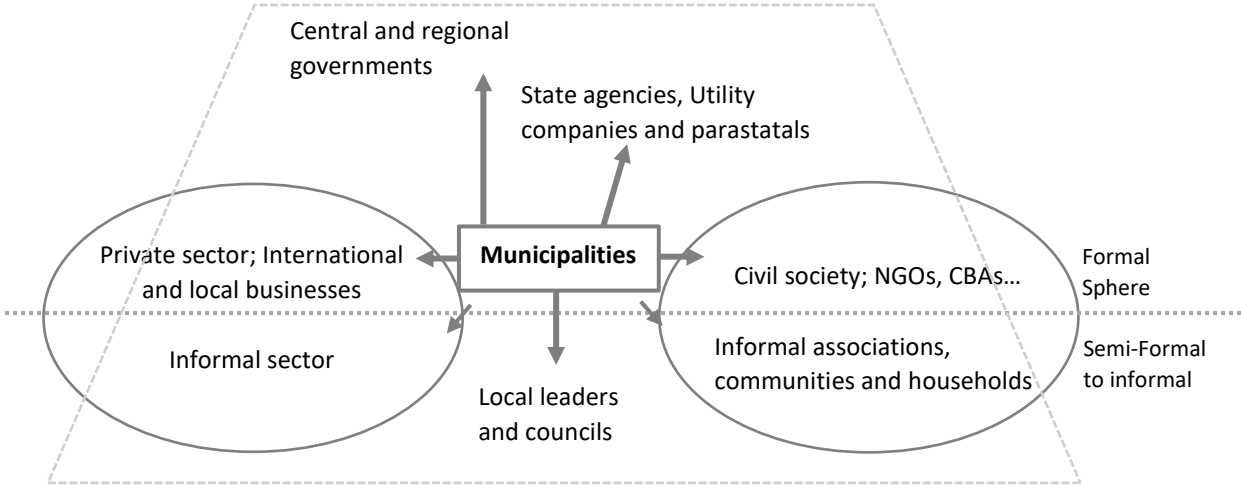 Central and regional
governments
State agencies, Utility
companies and parastatals
Private sector; International
and local businesses
Municipalities
Civil society; NGOs, CBAs...
Formal
Sphere
Informal sector
Informal associations,
communities and households
Semi-Formal
to informal
Local leaders
and councils